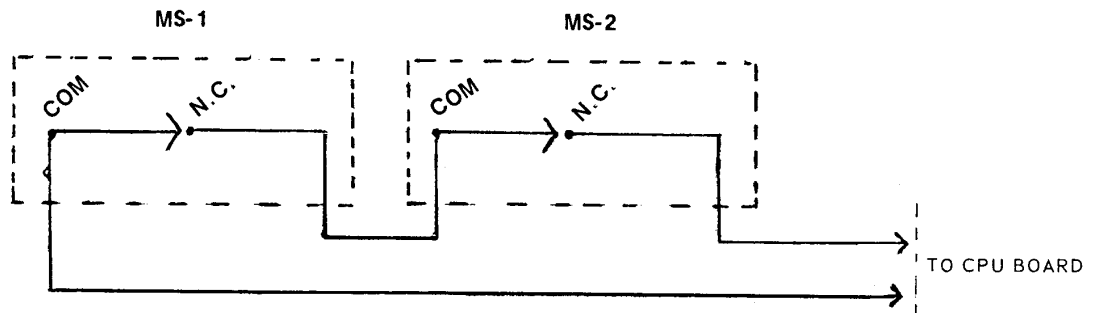 MS-1
MS-2
COM
N.C.
COM
N.C.
TO CPU BOARD